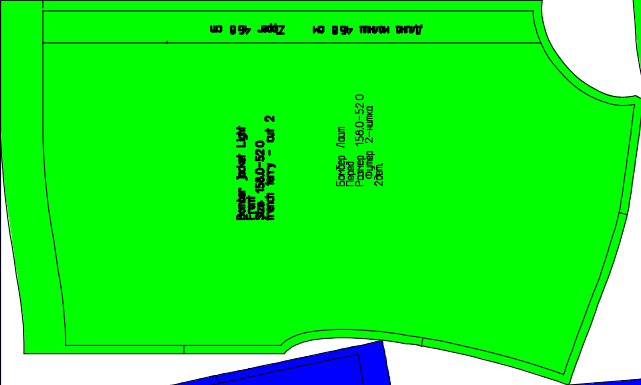 Zipper 46.8 cm
Длина молнии 46.8 см
Bomber Jacket Light
Front
Size 158.0-52.0
french terry - cut 2
Бомбер Лайт
Перед
Размер 158.0-52.0
футер 2-нитка
2дет.